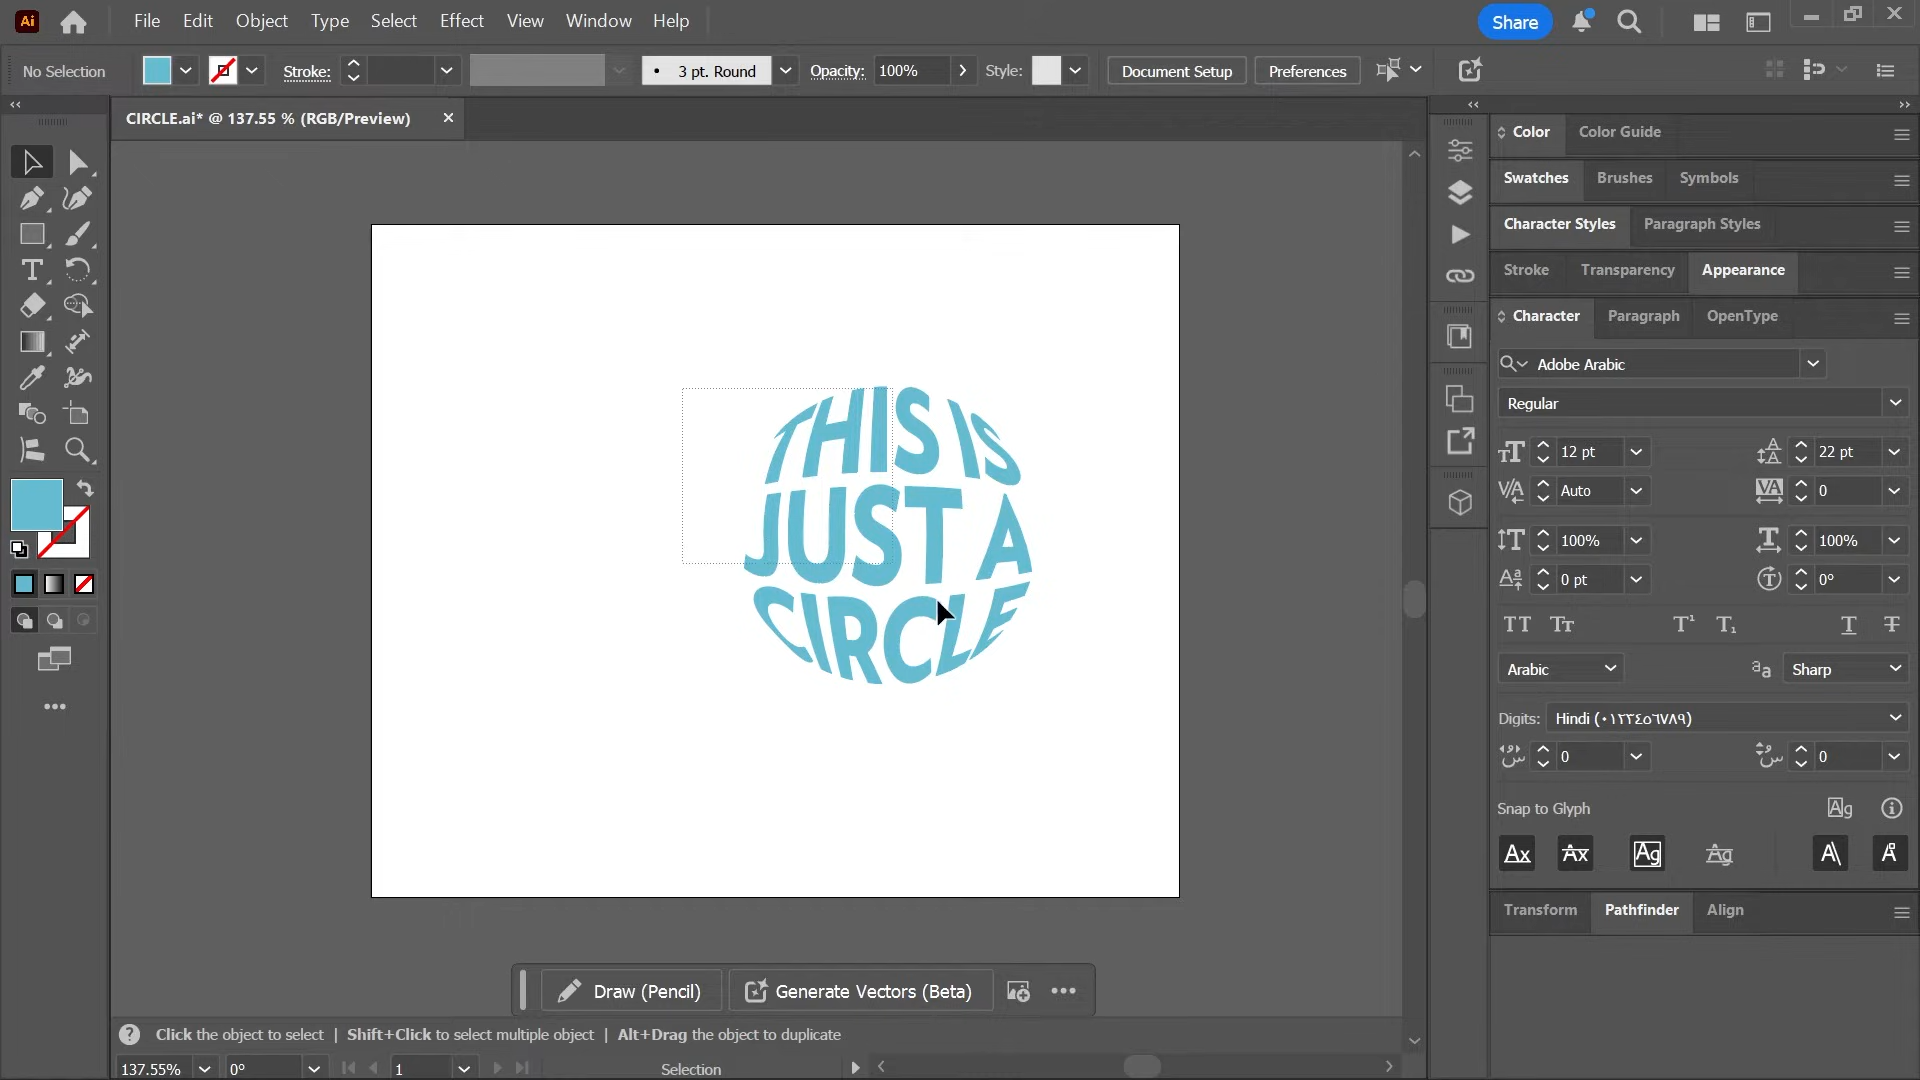 Ai File Edit Object Type Select Effect View Window Help Share
No Selection Stroke: 3 pt. Round Opacity: 100% Style: Document Setup Preferences
CIRCLE.ai* @ 137.55 % (RGB/Preview)
THIS IS
JUST A
CIRCLE
Draw (Pencil) Generate Vectors (Beta)
Click the object to select | Shift+Click to select multiple object | Alt+Drag the object to duplicate
137.55% 0° 1 Selection
Color Color Guide
Swatches Brushes Symbols
Character Styles Paragraph Styles
Stroke Transparency Appearance
Character Paragraph OpenType
Adobe Arabic
Regular
12 pt 22 pt
Auto 0
100% 100%
0 pt 0°
Arabic Sharp
Digits: Hindi (٠١٢٣٤٥٦٧٨٩)
0 0
Snap to Glyph
Transform Pathfinder Align